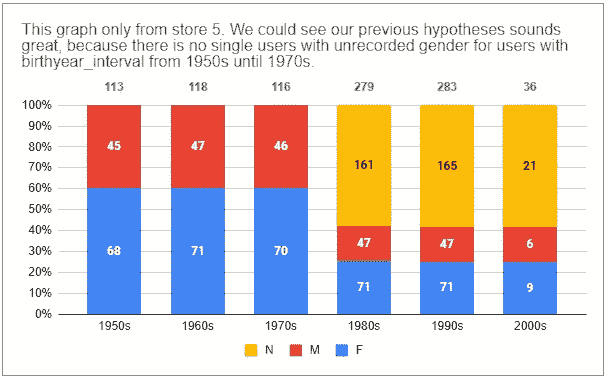 This graph only from store 5. We could see our previous hypotheses sounds
great, because there is no single users with unrecorded gender for users with
birthyear_interval from 1950s until 1970s.
113 118 116 279 283 36
100%
90%
80%
70%
60%
50%
40%
30%
20%
10%
0%
45 47 46 161 165 21
47 47 6
68 71 70 71 71 9
1950s 1960s 1970s 1980s 1990s 2000s
N M F